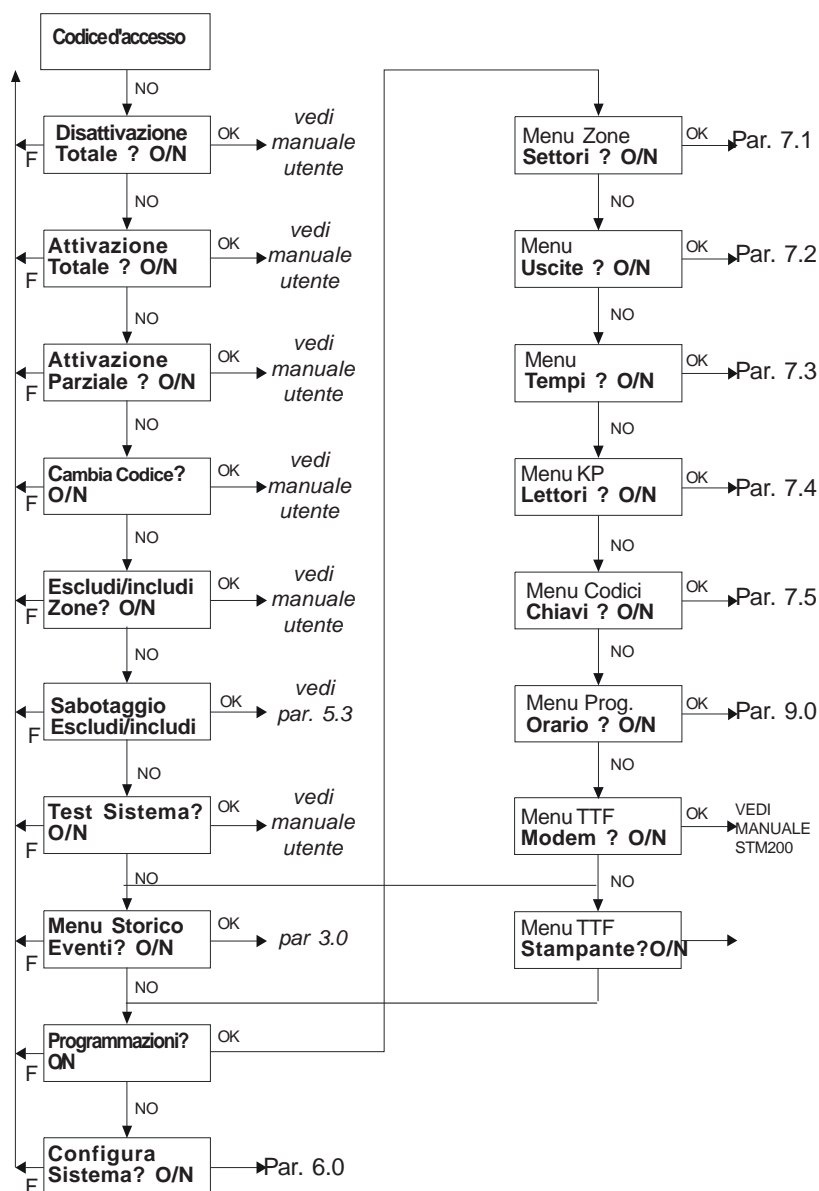 Codice d'accesso
NO
Disattivazione
Totale ? O/N
OK
F
vedi
manuale
utente
NO
Attivazione
Totale ? O/N
OK
F
vedi
manuale
utente
NO
Attivazione
Parziale ? O/N
OK
F
vedi
manuale
utente
NO
Cambia Codice?
O/N
OK
F
vedi
manuale
utente
NO
Escludi/includi
Zone? O/N
OK
F
vedi
manuale
utente
NO
Sabotaggio
Escludi/includi
OK
F
vedi
par. 5.3
NO
Test Sistema?
O/N
OK
F
vedi
manuale
utente
NO
Menu Storico
Eventi? O/N
OK
F
par 3.0
NO
Programmazioni?
O/N
OK
F
NO
Configura
Sistema? O/N
F
Par. 6.0
Menu Zone
Settori ? O/N
OK
Par. 7.1
NO
Menu
Uscite ? O/N
OK
Par. 7.2
NO
Menu
Tempi ? O/N
OK
Par. 7.3
NO
Menu KP
Lettori ? O/N
OK
Par. 7.4
NO
Menu Codici
Chiavi ? O/N
OK
Par. 7.5
NO
Menu Prog.
Orario ? O/N
OK
Par. 9.0
NO
Menu TTF
Modem ? O/N
OK
VEDI
MANUALE
STM200
NO
Menu TTF
Stampante?O/N